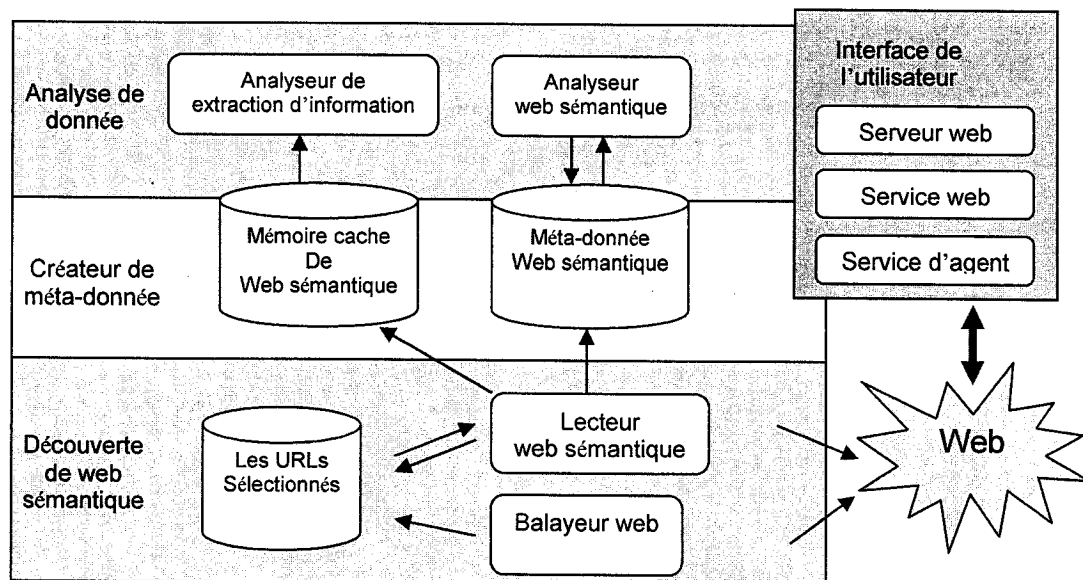 Analyse de
donnée
Analyseur de
extraction d'information
Analyseur
web sémantique
Interface de
l'utilisateur
Serveur web
Service web
Service d'agent
Créateur de
méta-donnée
Mémoire cache
De
Web sémantique
Méta-donnée
Web sémantique
Découverte
de web
sémantique
Les URLs
Sélectionnés
Lecteur
web sémantique
Balayeur web
Web